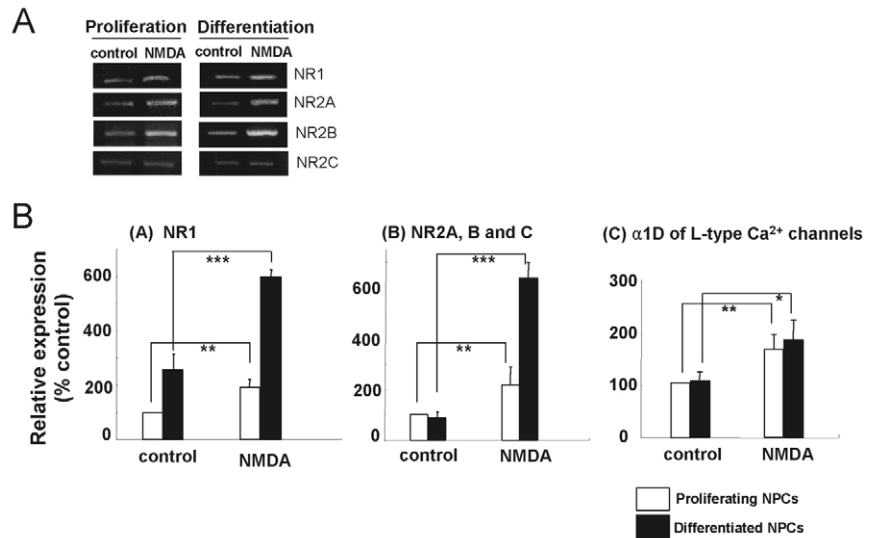 A
Proliferation Differentiation
control NMDA control NMDA
NR1
NR2A
NR2B
NR2C
B
(A) NR1
(B) NR2A, B and C
(C) α1D of L-type Ca²⁺ channels
Relative expression
(% control)
600
400
200
0
***
**
control NMDA
600
400
200
0
***
**
control NMDA
300
200
100
0
**
*
control NMDA
Proliferating NPCs
Differentiated NPCs